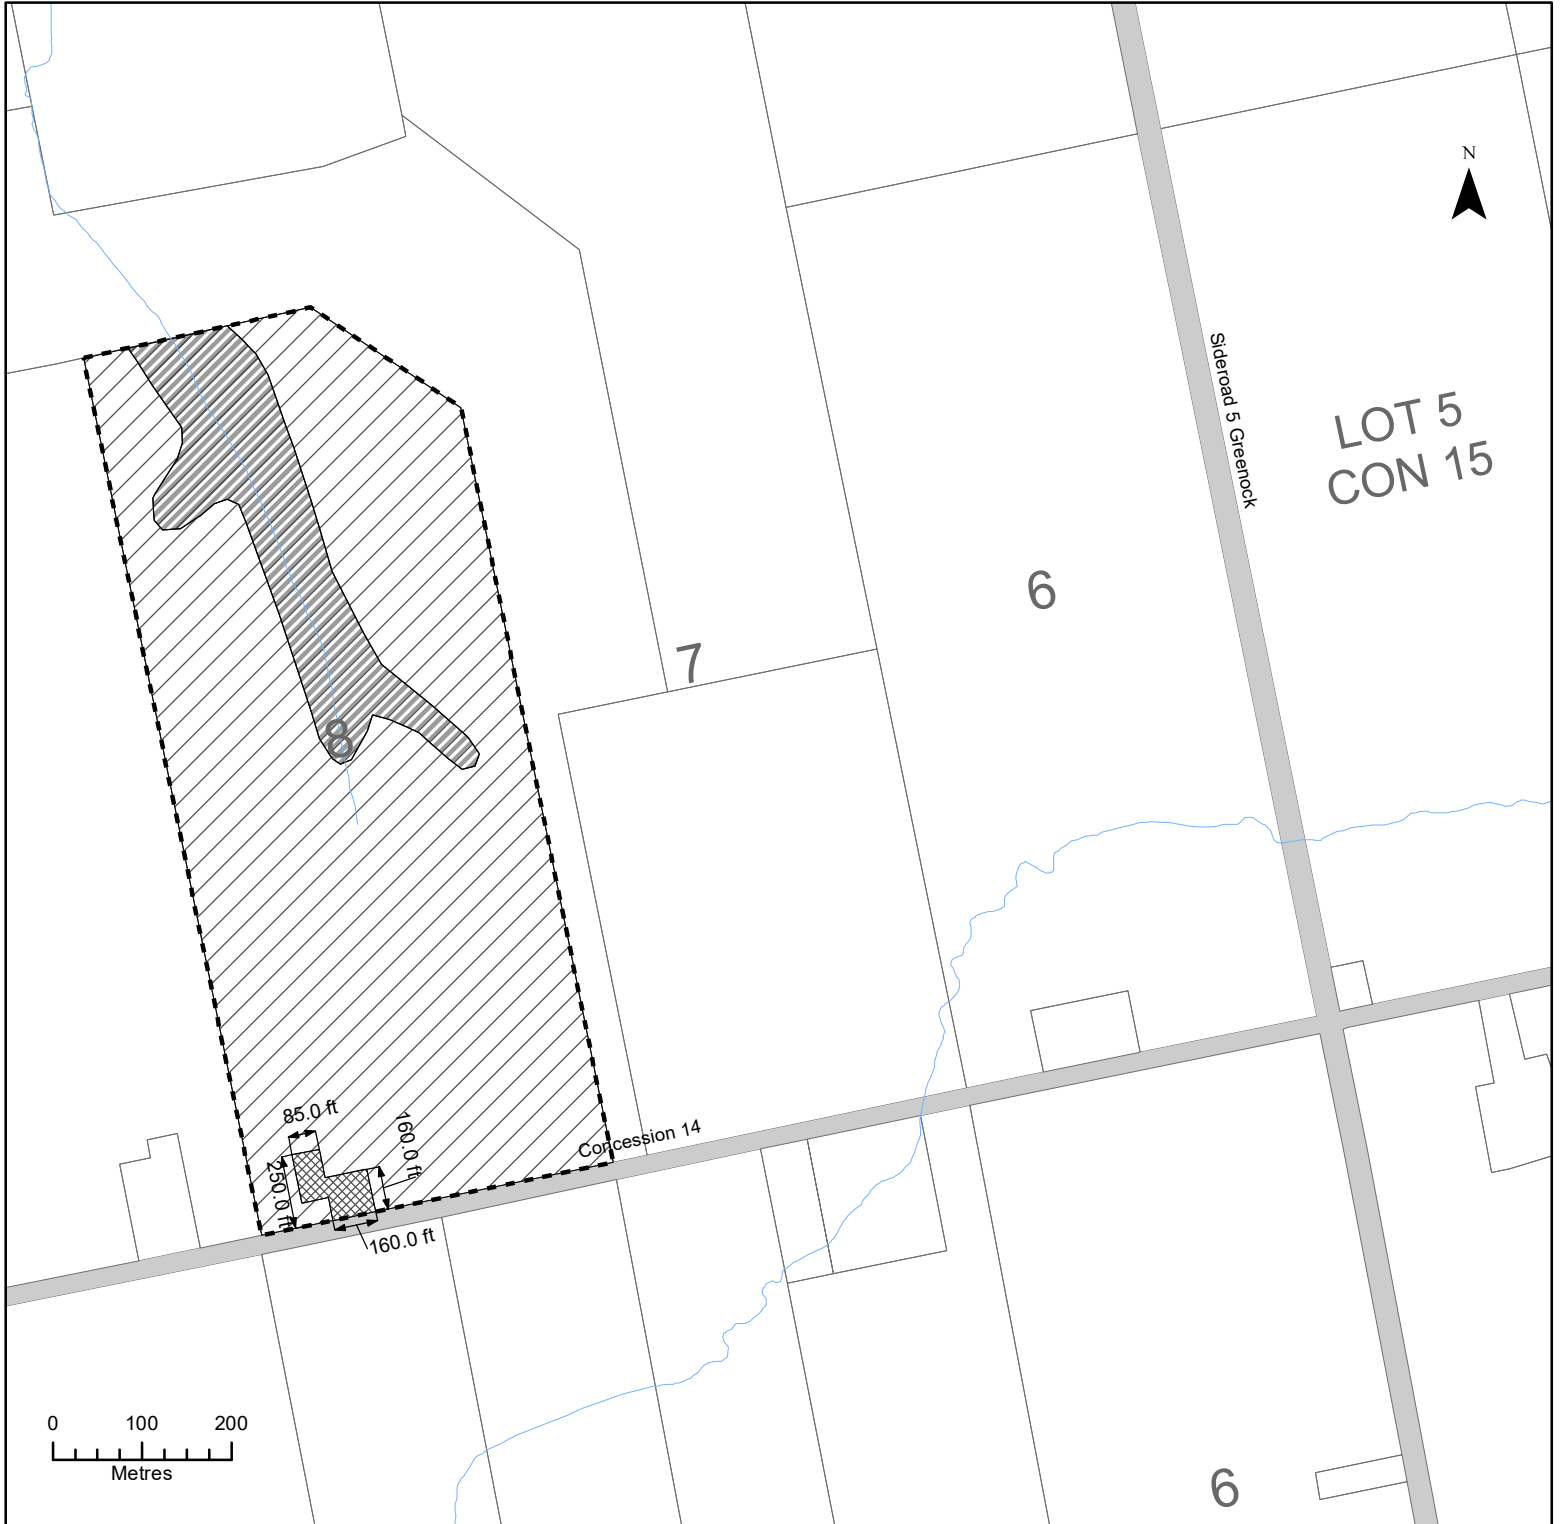 N
Sideroad 5 Greenock
LOT 5
CON 15
6
7
8
85.0 ft
160.0 ft
250.0 ft
160.0 ft
Concession 14
0 100 200
Metres
6